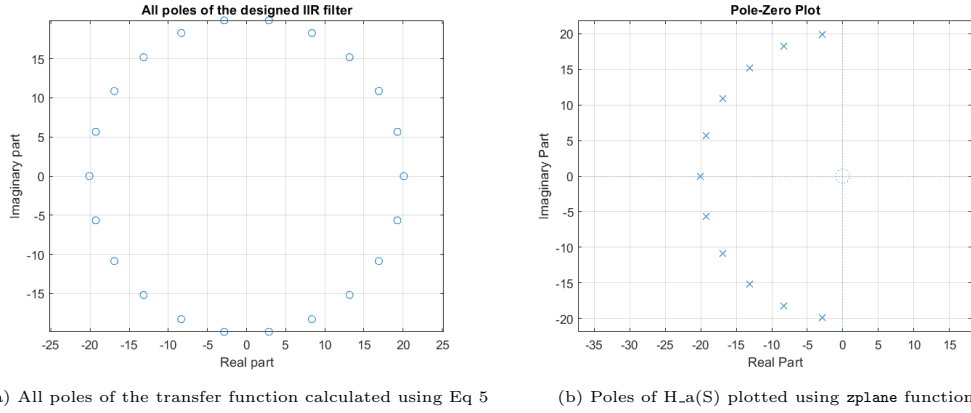 All poles of the designed IIR filter
15
10
5
0
-5
-10
-15
Imaginary part
-25 -20 -15 -10 -5 0 5 10 15 20 25
Real part
) All poles of the transfer function calculated using Eq 5
Pole-Zero Plot
20
15
10
5
0
-5
-10
-15
-20
Imaginary Part
-35 -30 -25 -20 -15 -10 -5 0 5 10 15
Real Part
(b) Poles of H_a(S) plotted using zplane function